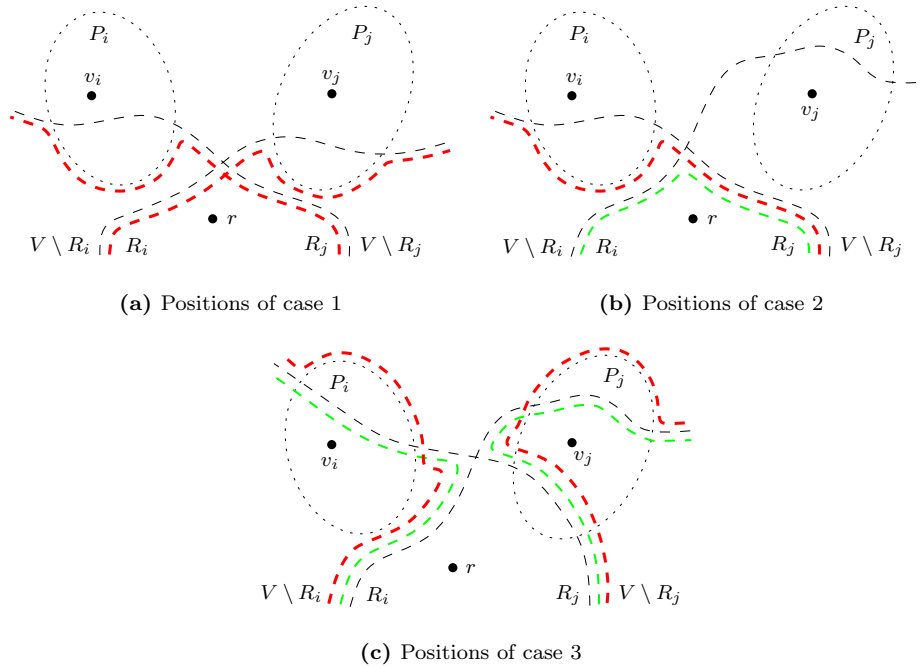 P_i P_j P_i P_j
v_i v_j v_i v_j
r r
V \ R_i R_i R_j V \ R_j V \ R_i R_i R_j V \ R_j
(a) Positions of case 1 (b) Positions of case 2
P_i P_j
v_i v_j
r
V \ R_i R_i R_j V \ R_j
(c) Positions of case 3